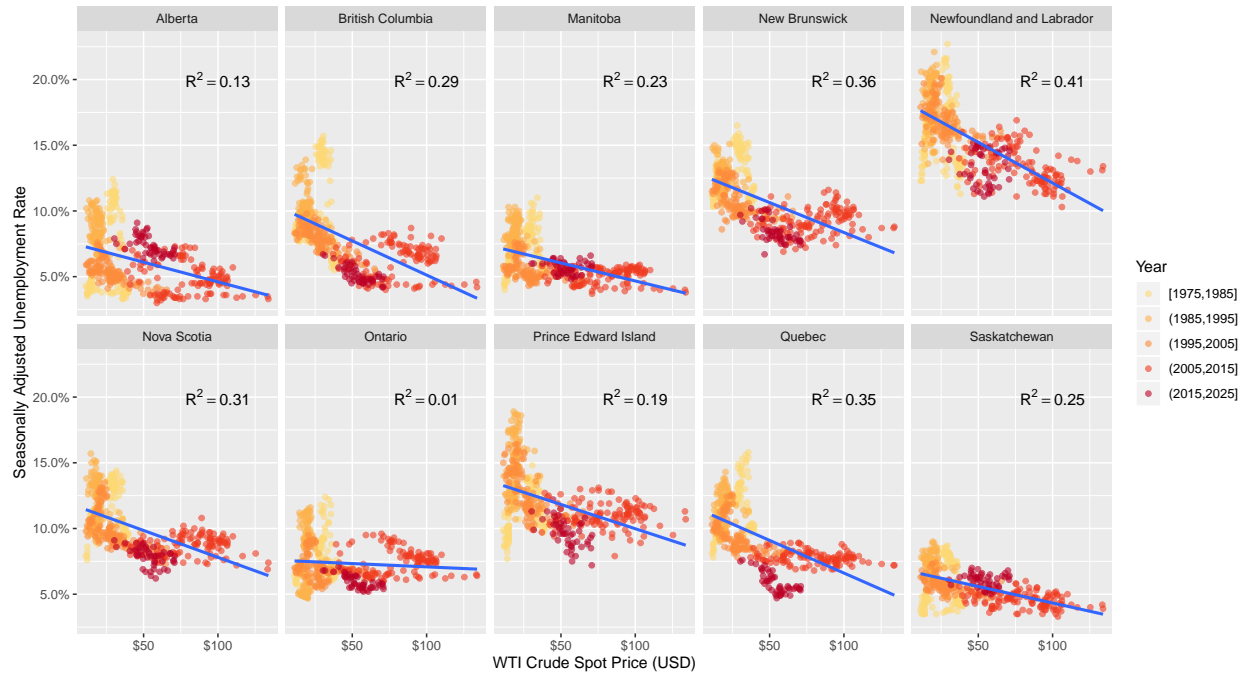 Alberta
British Columbia
Manitoba
New Brunswick
Newfoundland and Labrador
R² = 0.13
R² = 0.29
R² = 0.23
R² = 0.36
R² = 0.41
20.0%
15.0%
10.0%
5.0%
Nova Scotia
Ontario
Prince Edward Island
Quebec
Saskatchewan
R² = 0.31
R² = 0.01
R² = 0.19
R² = 0.35
R² = 0.25
20.0%
15.0%
10.0%
5.0%
$50 $100
$50 $100
$50 $100
$50 $100
$50 $100
WTI Crude Spot Price (USD)
Seasonally Adjusted Unemployment Rate
Year
[1975,1985]
(1985,1995]
(1995,2005]
(2005,2015]
(2015,2025]